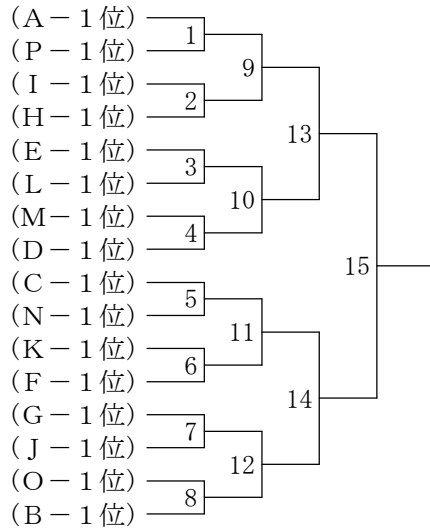 (A－1位)
(P－1位)
(I－1位)
(H－1位)
(E－1位)
(L－1位)
(M－1位)
(D－1位)
(C－1位)
(N－1位)
(K－1位)
(F－1位)
(G－1位)
(J－1位)
(O－1位)
(B－1位)
1
2
3
4
5
6
7
8
9
10
11
12
13
14
15